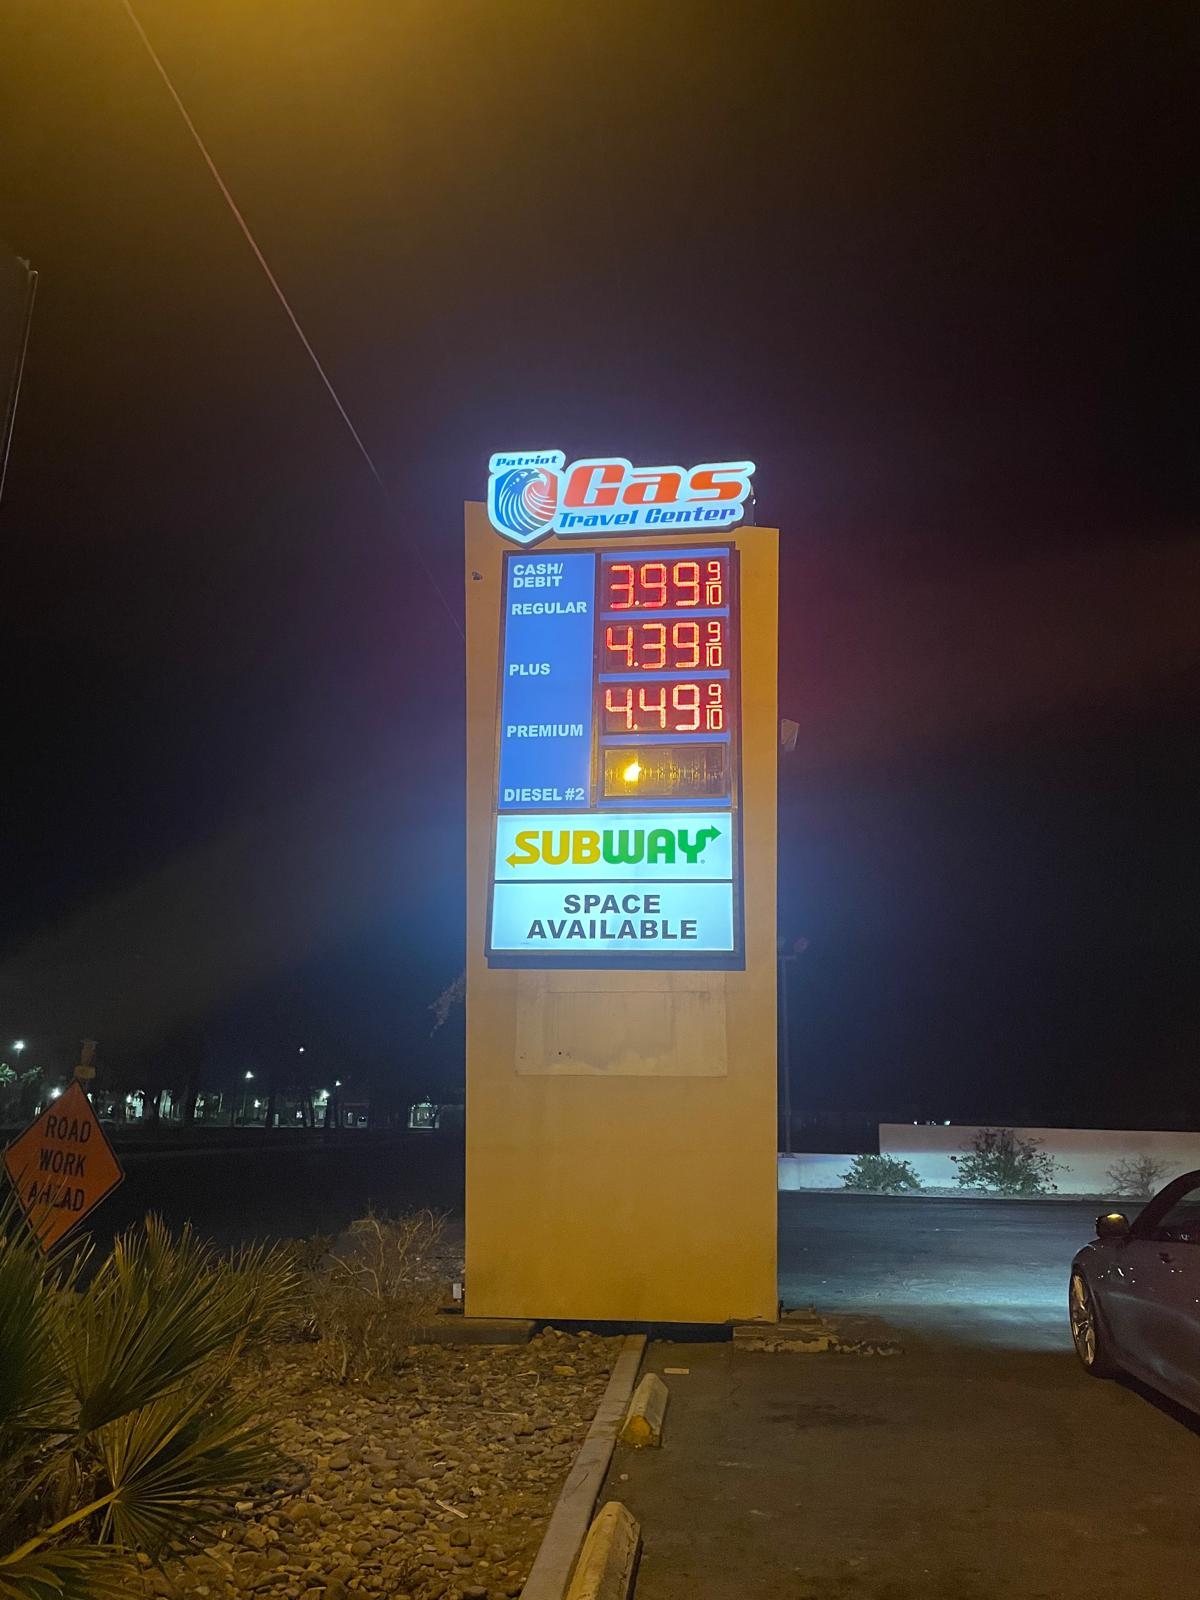 Patriot
Gas
Travel Center
CASH/
DEBIT
REGULAR
3.99 9/10
PLUS
4.39 9/10
PREMIUM
4.49 9/10
DIESEL #2
SUBWAY®
SPACE
AVAILABLE
ROAD
WORK
AHEAD